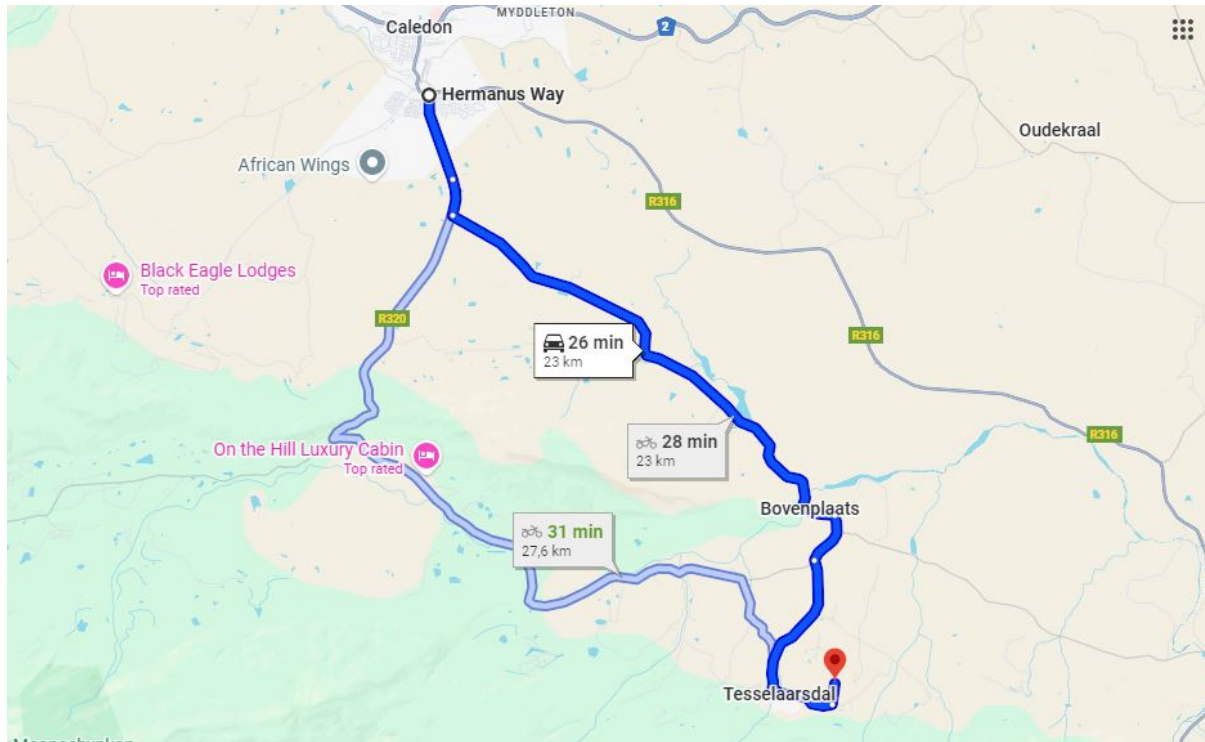 MYDDLETON
Caledon
2
Hermanus Way
Oudekraal
African Wings
R316
Black Eagle Lodges
Top rated
R320
R316
26 min
23 km
28 min
23 km
R316
On the Hill Luxury Cabin
Top rated
Bovenplaats
31 min
27,6 km
Tesselaarsdal